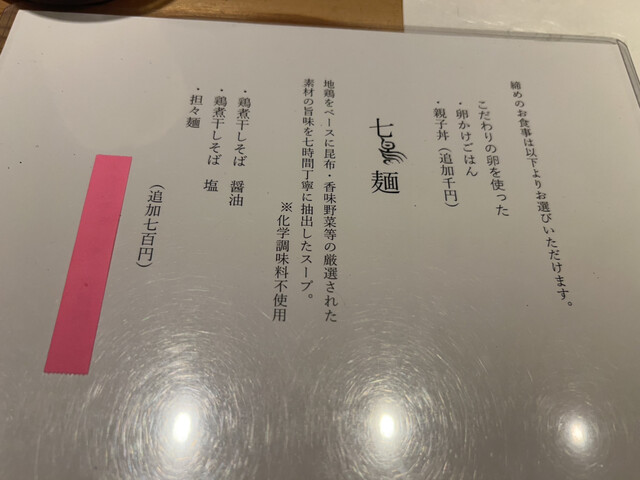 締めのお食事は以下よりお選びいただけます。
こだわりの卵を使った
・卵かけごはん
・親子丼（追加千円）
七鳥麺
地鶏をベースに昆布・香味野菜等の厳選された
素材の旨味を七時間丁寧に抽出したスープ。
※化学調味料不使用
・鶏煮干しそば　醤油
・鶏煮干しそば　塩
・担々麺
（追加七百円）